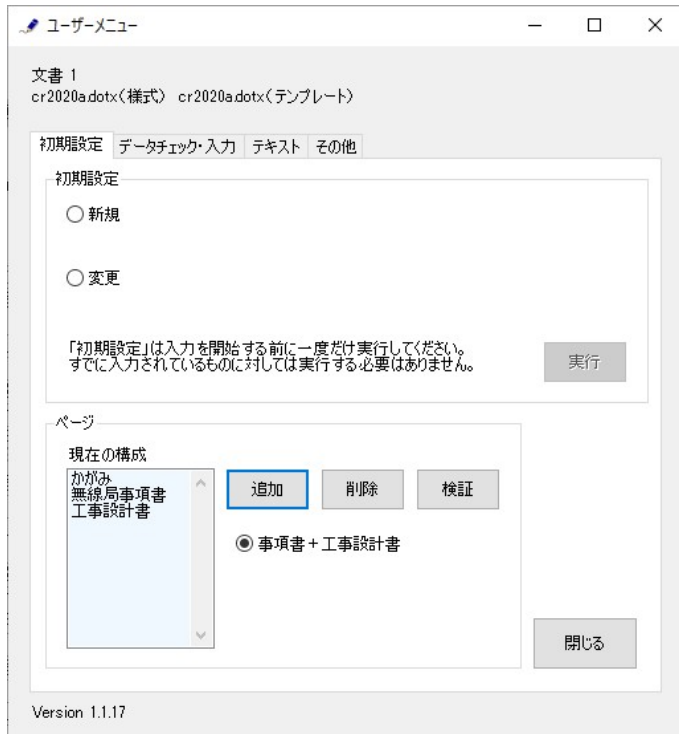 ユーザーメニュー
文書 1
cr2020a.dotx(様式) cr2020a.dotx(テンプレート)
初期設定 データチェック・入力 テキスト その他
初期設定
新規
変更
「初期設定」は入力を開始する前に一度だけ実行してください。
すでに入力されているものに対しては実行する必要はありません。
実行
ページ
現在の構成
かがみ
無線局事項書
工事設計書
追加 削除 検証
事項書+工事設計書
閉じる
Version 1.1.17